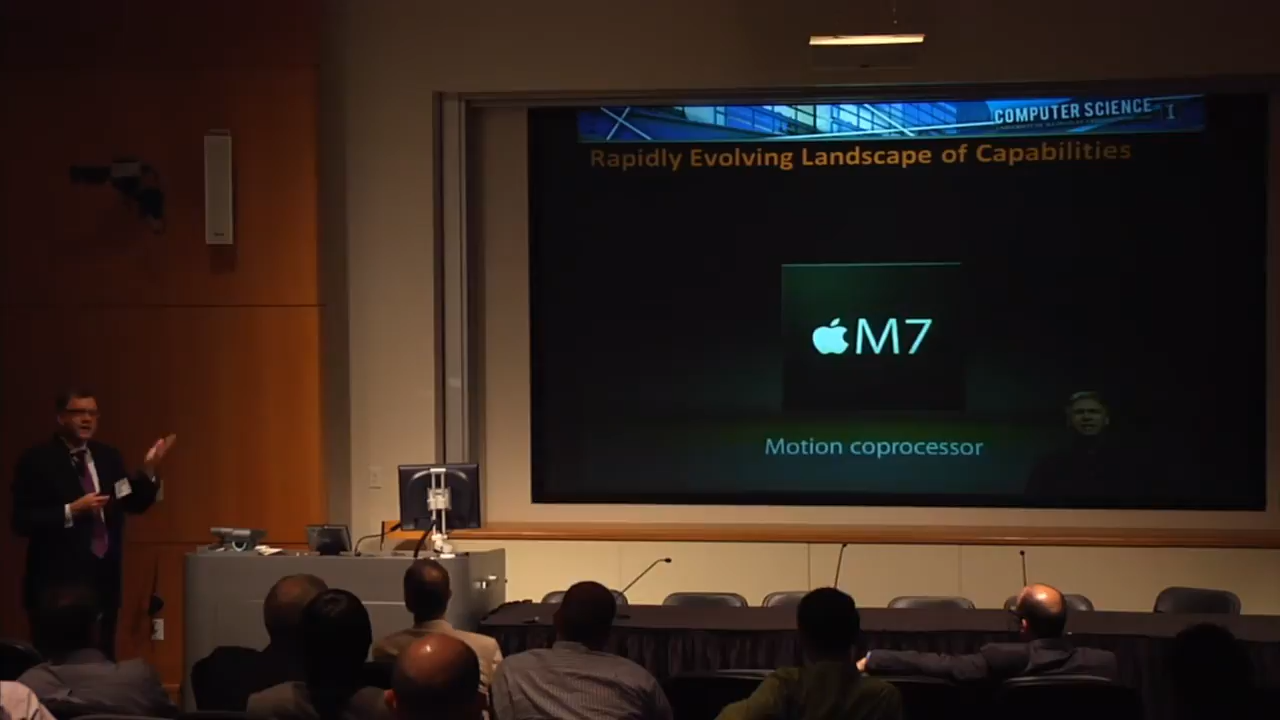 COMPUTER SCIENCE
Rapidly Evolving Landscape of Capabilities
M7
Motion coprocessor